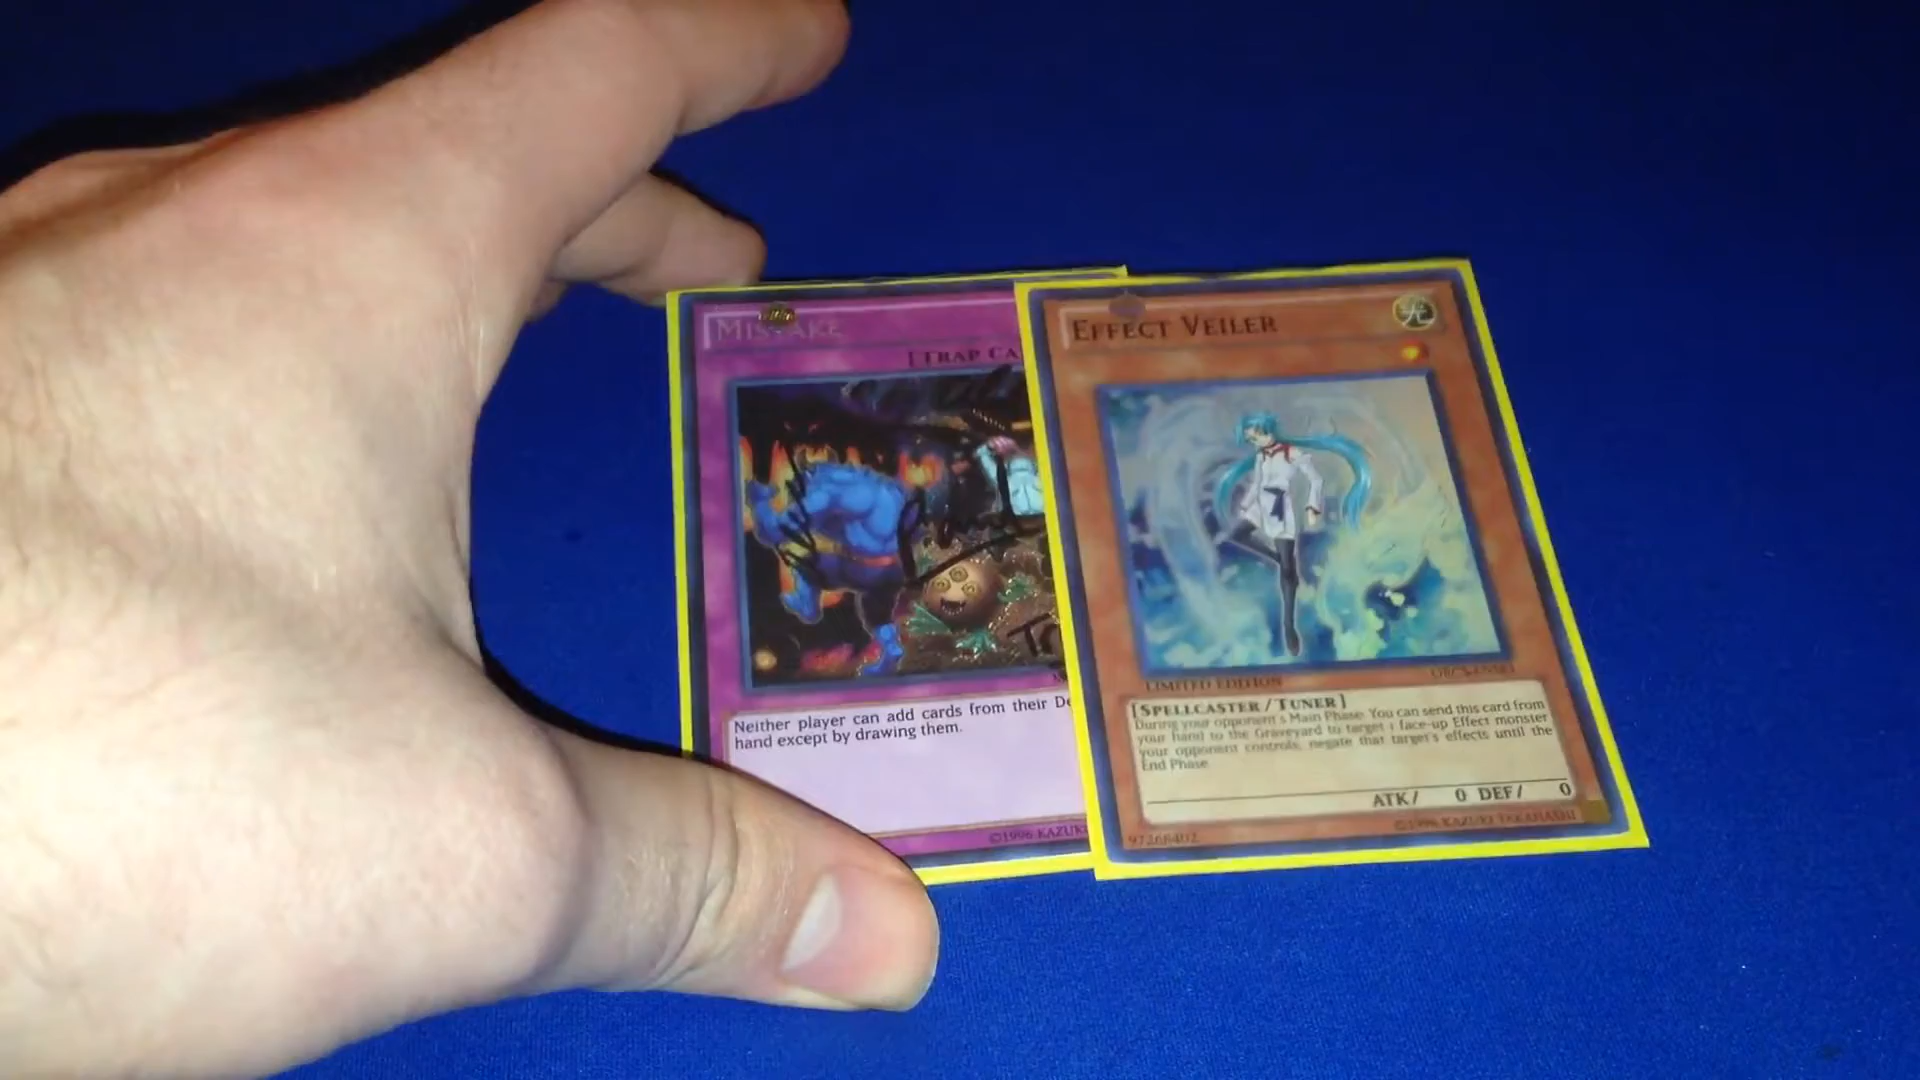 MISTAKE
[TRAP CA
Neither player can add cards from their De
hand except by drawing them.
©1996 KAZUK
EFFECT VEILER
光
LIMITED EDITION
[SPELLCASTER/TUNER]
During your opponent's Main Phase: You can send this card from
your hand to the Graveyard to target 1 face-up Effect monster
your opponent controls; negate that target's effects until the
End Phase.
ATK/ 0 DEF/ 0
97268402
©1996 KAZUKI TAKAHASHI